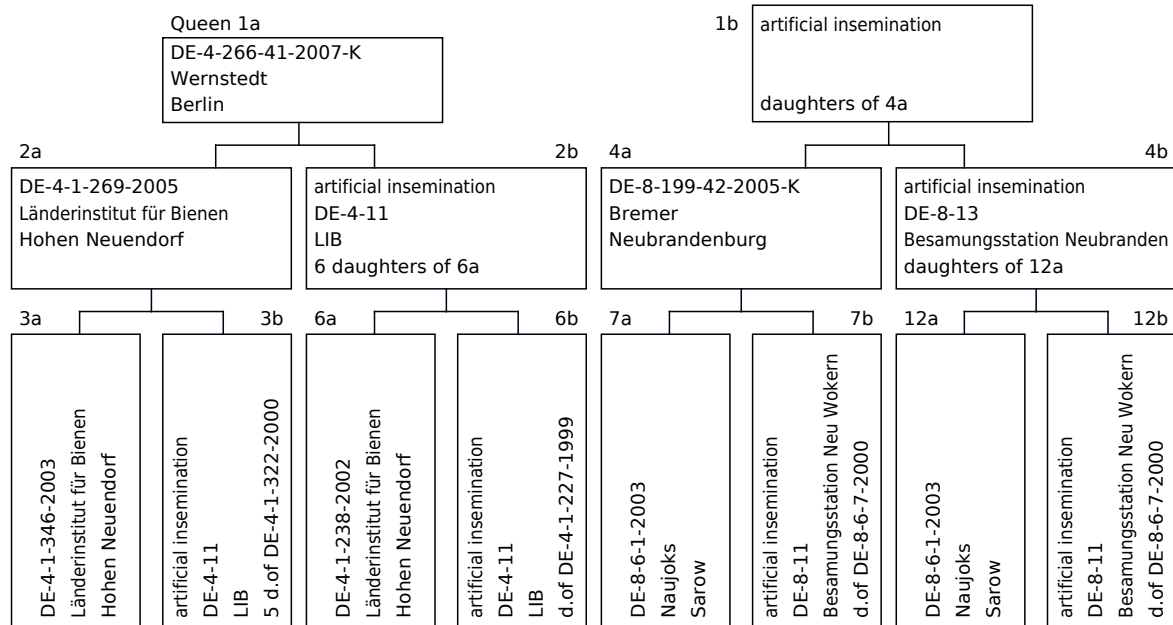 Queen 1a
DE-4-266-41-2007-K
Wernstedt
Berlin
1b
artificial insemination
daughters of 4a
2a
DE-4-1-269-2005
Länderinstitut für Bienen
Hohen Neuendorf
2b
artificial insemination
DE-4-11
LIB
6 daughters of 6a
4a
DE-8-199-42-2005-K
Bremer
Neubrandenburg
4b
artificial insemination
DE-8-13
Besamungsstation Neubranden
daughters of 12a
3a
DE-4-1-346-2003
Länderinstitut für Bienen
Hohen Neuendorf
3b
artificial insemination
DE-4-11
LIB
5 d.of DE-4-1-322-2000
6a
DE-4-1-238-2002
Länderinstitut für Bienen
Hohen Neuendorf
6b
artificial insemination
DE-4-11
LIB
d.of DE-4-1-227-1999
7a
DE-8-6-1-2003
Naujoks
Sarow
7b
artificial insemination
DE-8-11
Besamungsstation Neu Wokern
d.of DE-8-6-7-2000
12a
DE-8-6-1-2003
Naujoks
Sarow
12b
artificial insemination
DE-8-11
Besamungsstation Neu Wokern
d.of DE-8-6-7-2000